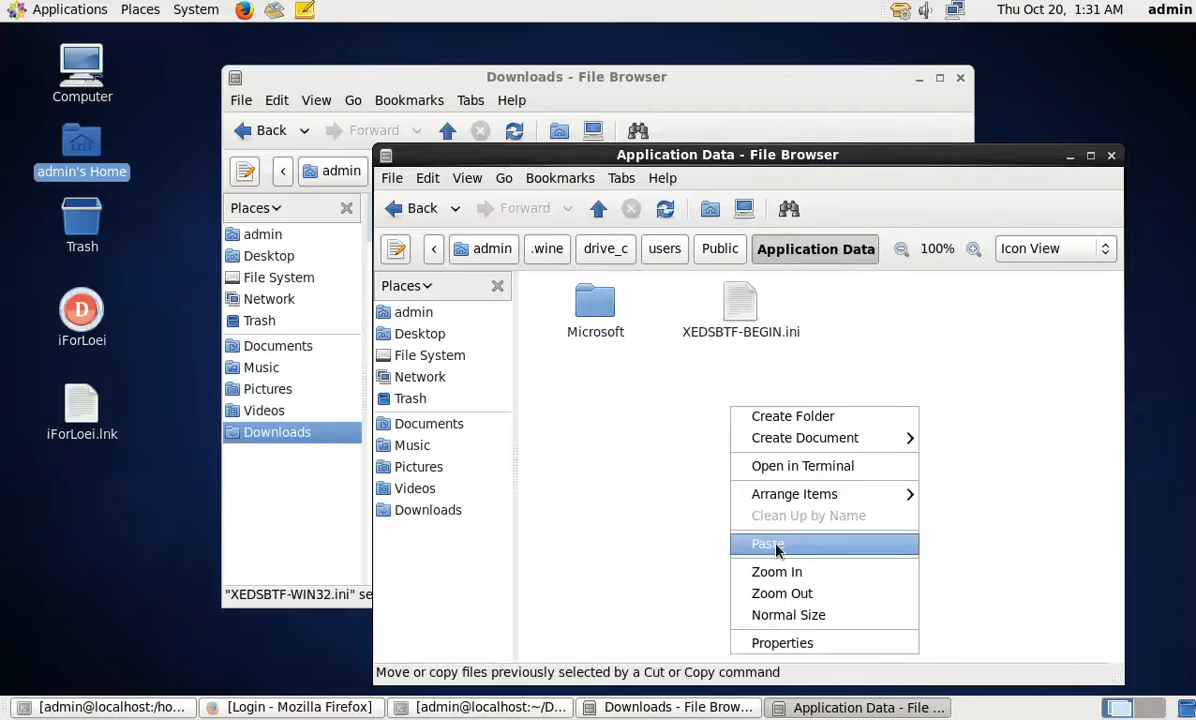 Applications Places System Thu Oct 20, 1:31 AM admin
Computer
admin's Home
Trash
iForLoei
iForLoei.lnk
Downloads - File Browser
File Edit View Go Bookmarks Tabs Help
Back Forward
admin
Places
admin
Desktop
File System
Network
Trash
Documents
Music
Pictures
Videos
Downloads
"XEDSBTF-WIN32.ini" se
Application Data - File Browser
File Edit View Go Bookmarks Tabs Help
Back Forward
admin .wine drive_c users Public Application Data 100% Icon View
Places
admin
Desktop
File System
Network
Trash
Documents
Music
Pictures
Videos
Downloads
Microsoft
XEDSBTF-BEGIN.ini
Create Folder
Create Document
Open in Terminal
Arrange Items
Clean Up by Name
Paste
Zoom In
Zoom Out
Normal Size
Properties
Move or copy files previously selected by a Cut or Copy command
[admin@localhost:/ho... [Login - Mozilla Firefox] [admin@localhost:~/D... Downloads - File Brow... Application Data - File ...